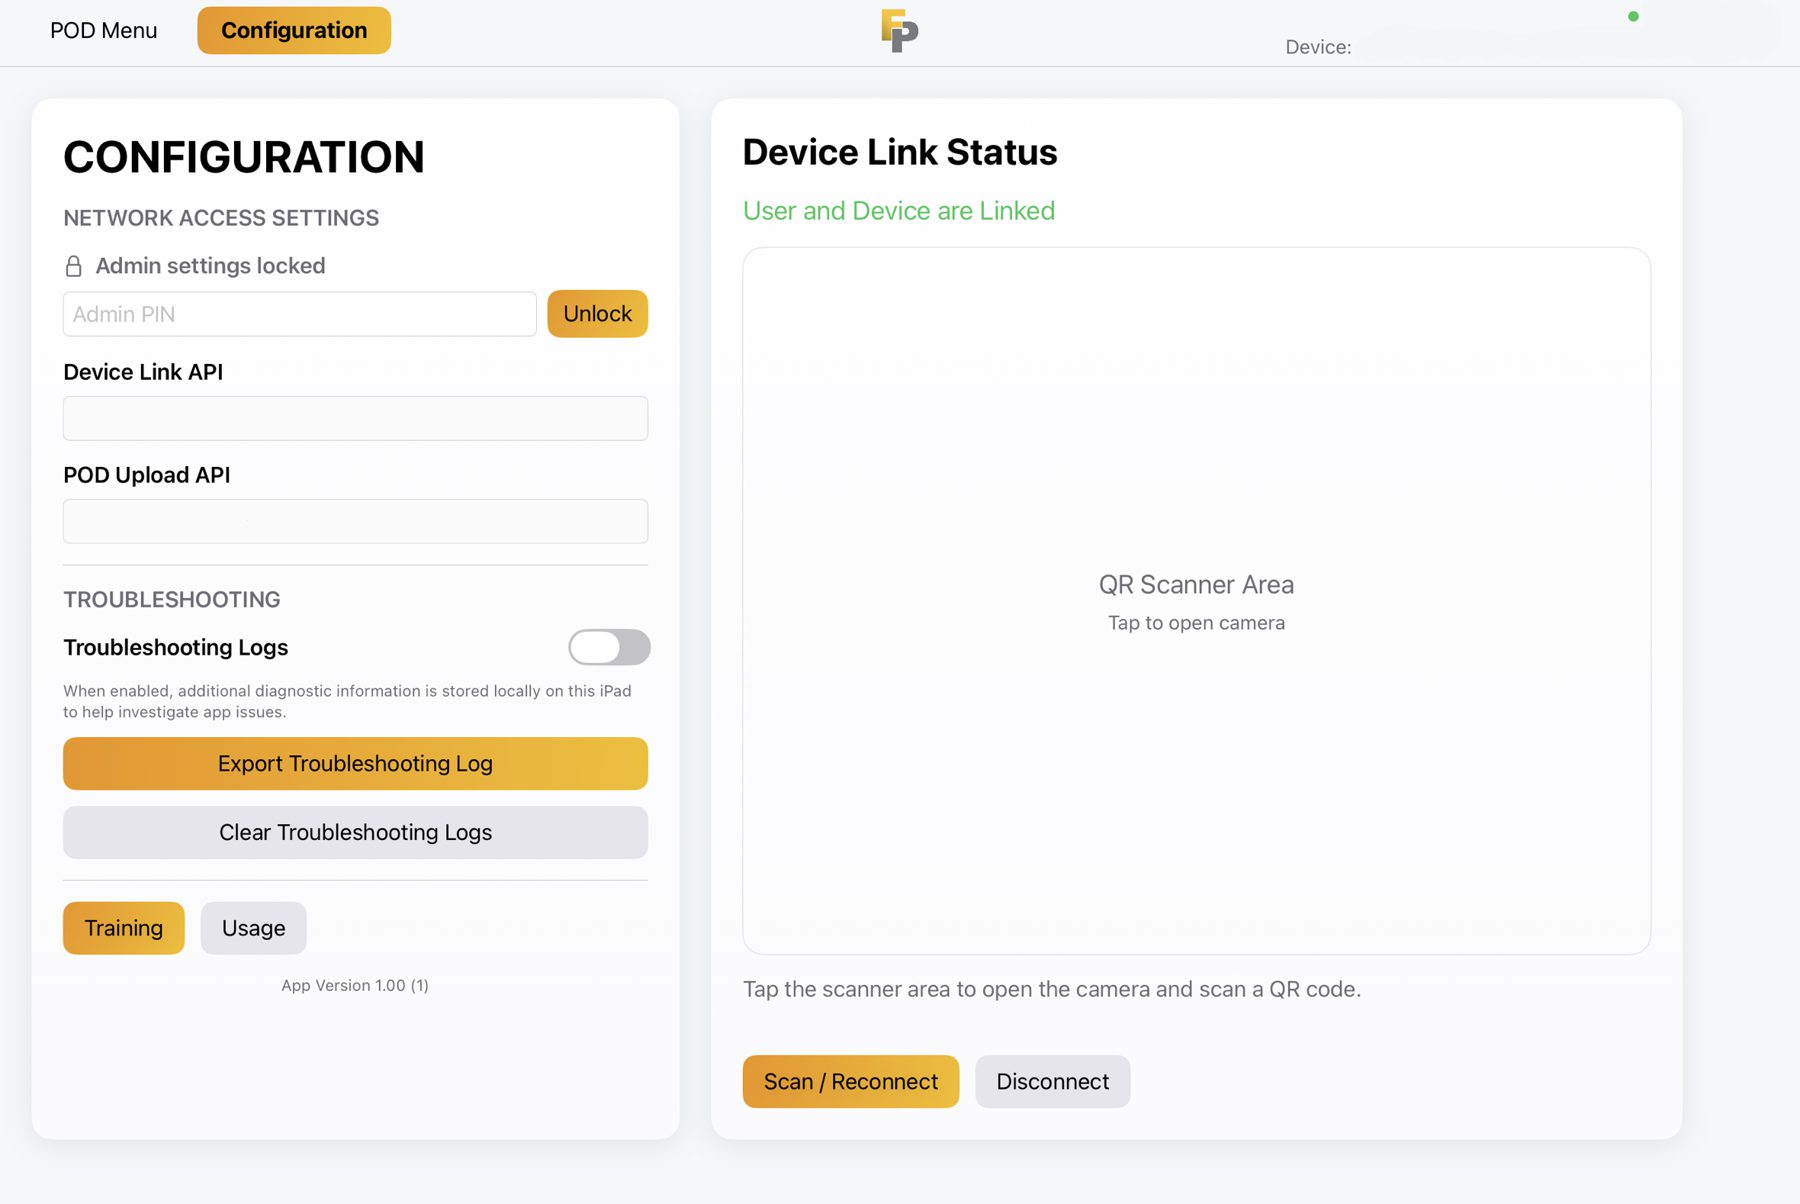 POD Menu
Configuration
FP
Device:
CONFIGURATION
NETWORK ACCESS SETTINGS
Admin settings locked
Admin PIN
Unlock
Device Link API
POD Upload API
TROUBLESHOOTING
Troubleshooting Logs
When enabled, additional diagnostic information is stored locally on this iPad
to help investigate app issues.
Export Troubleshooting Log
Clear Troubleshooting Logs
Training
Usage
App Version 1.00 (1)
Device Link Status
User and Device are Linked
QR Scanner Area
Tap to open camera
Tap the scanner area to open the camera and scan a QR code.
Scan / Reconnect
Disconnect